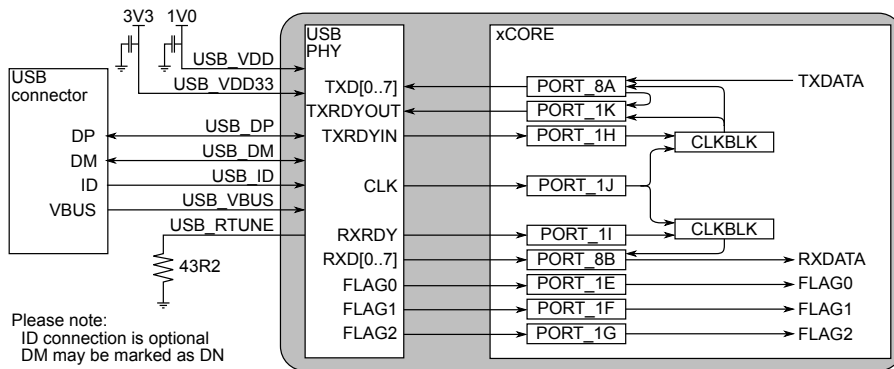 3V3
1V0
USB_VDD
USB_VDD33
USB
connector
DP
DM
ID
VBUS
USB_DP
USB_DM
USB_ID
USB_VBUS
USB_RTUNE
43R2
Please note:
ID connection is optional
DM may be marked as DN
USB
PHY
TXD[0..7]
TXRDYOUT
TXRDYIN
CLK
RXRDY
RXD[0..7]
FLAG0
FLAG1
FLAG2
xCORE
PORT_8A
PORT_1K
PORT_1H
PORT_1J
PORT_1I
PORT_8B
PORT_1E
PORT_1F
PORT_1G
CLKBLK
CLKBLK
TXDATA
RXDATA
FLAG0
FLAG1
FLAG2